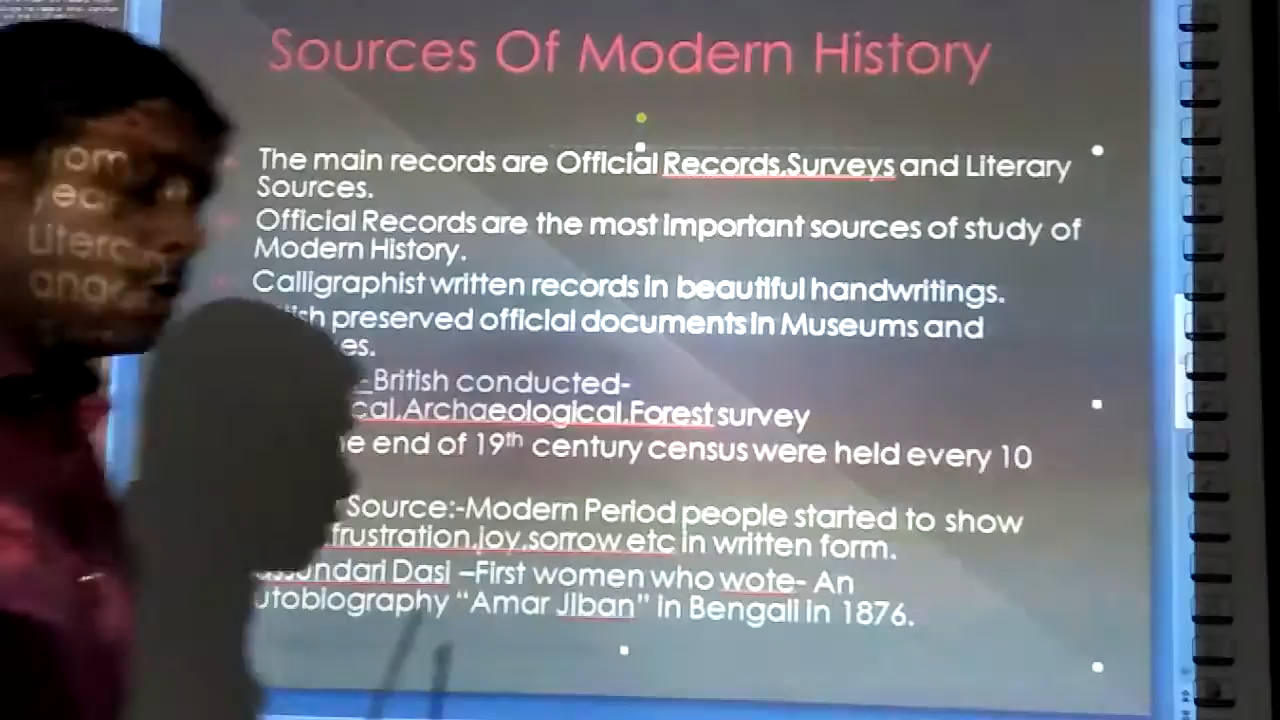 Sources Of Modern History
The main records are Official Records,Surveys and Literary
Sources.
Official Records are the most important sources of study of
Modern History.
Calligraphist written records in beautiful handwritings.
preserved official documents in Museums and
British conducted-
Archaeological,Forest survey
end of 19th century census were held every 10
Source:-Modern Period people started to show
frustration,joy,sorrow etc in written form.
Dasi –First women who wote- An
"Amar Jiban" in Bengali in 1876.